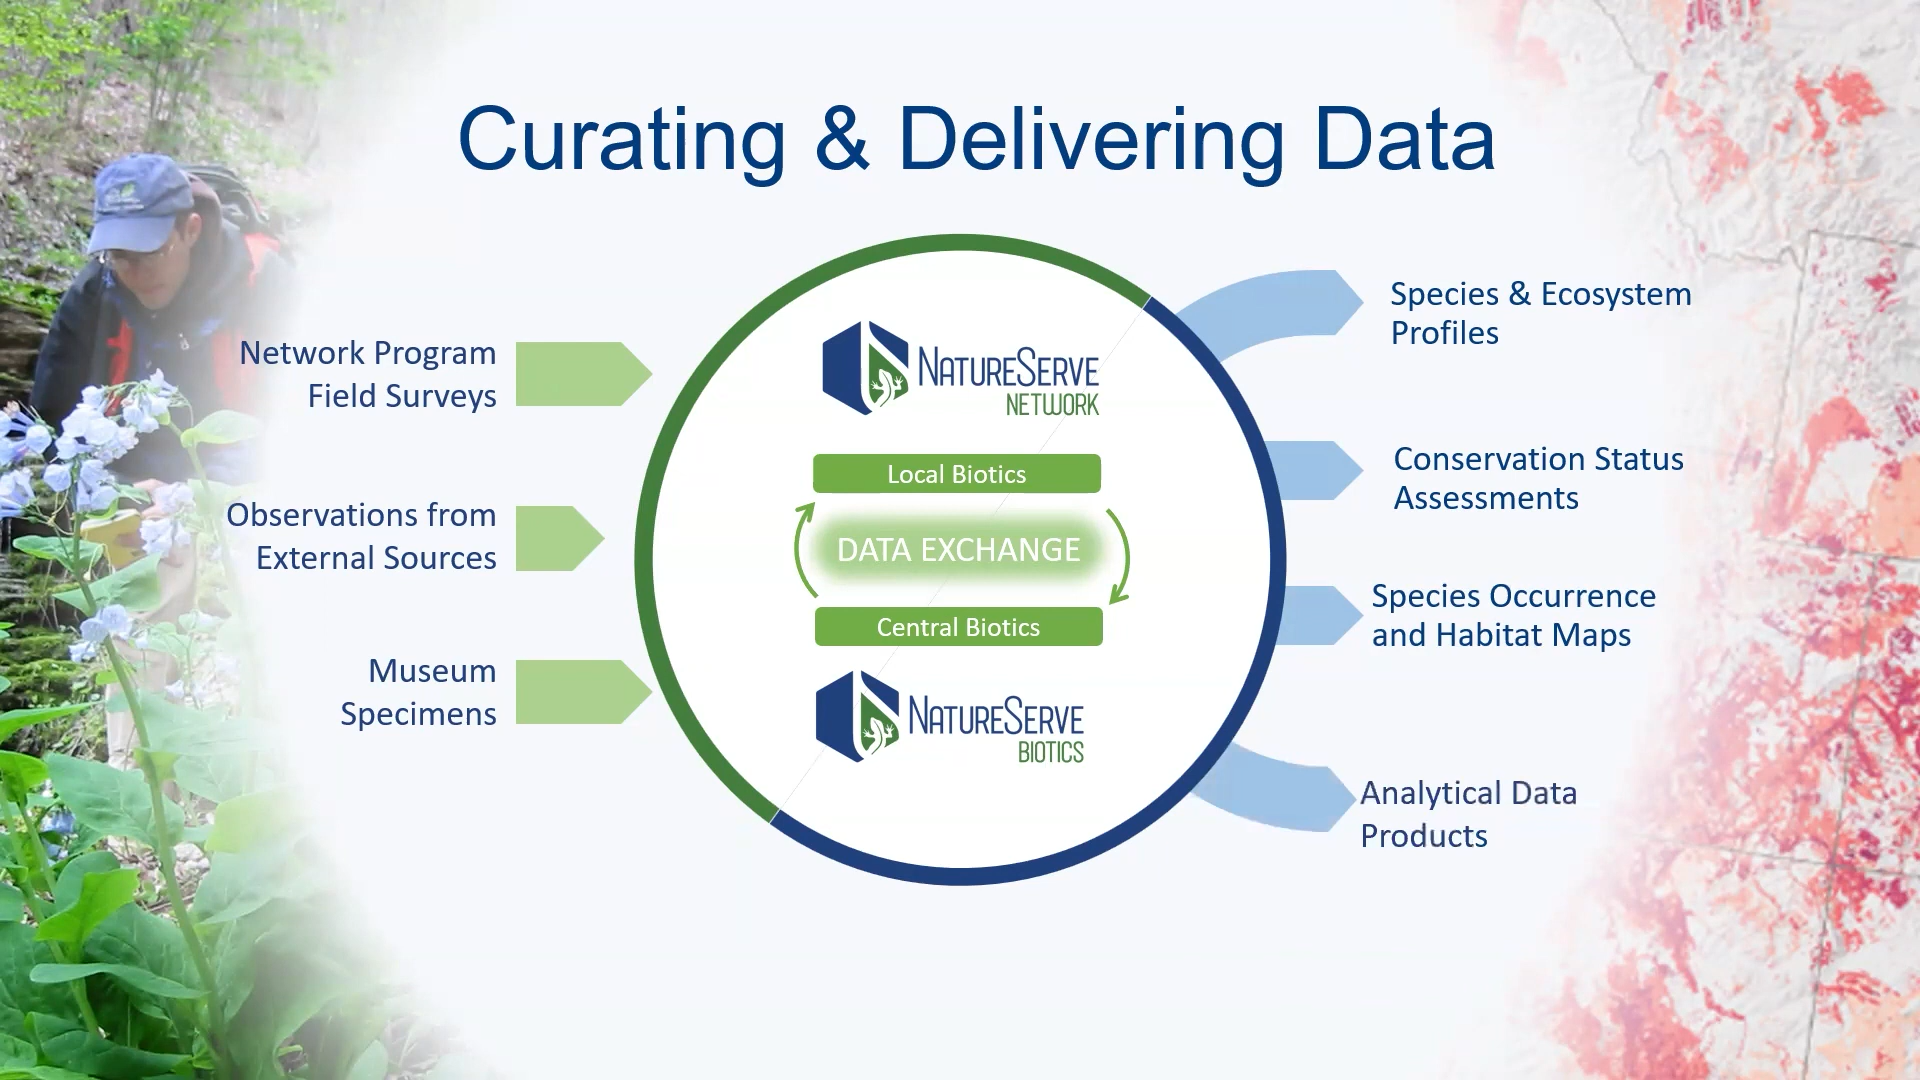 Curating & Delivering Data
Network Program
Field Surveys
Observations from
External Sources
Museum
Specimens
NATURESERVE
NETWORK
Local Biotics
DATA EXCHANGE
Central Biotics
NATURESERVE
BIOTICS
Species & Ecosystem
Profiles
Conservation Status
Assessments
Species Occurrence
and Habitat Maps
Analytical Data
Products